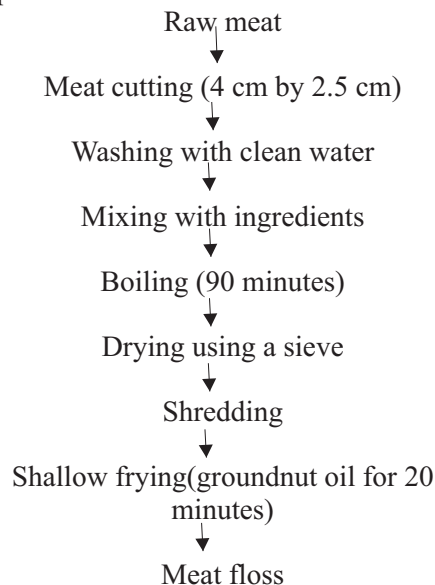 Raw meat
Meat cutting (4 cm by 2.5 cm)
Washing with clean water
Mixing with ingredients
Boiling (90 minutes)
Drying using a sieve
Shredding
Shallow frying(groundnut oil for 20
minutes)
Meat floss